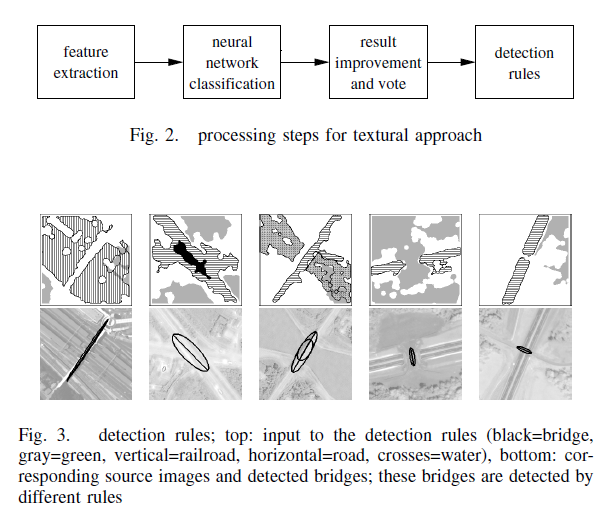 feature
extraction
neural
network
classification
result
improvement
and vote
detection
rules
Fig. 2. processing steps for textural approach
Fig. 3. detection rules; top: input to the detection rules (black=bridge,
gray=green, vertical=railroad, horizontal=road, crosses=water), bottom: cor-
responding source images and detected bridges; these bridges are detected by
different rules